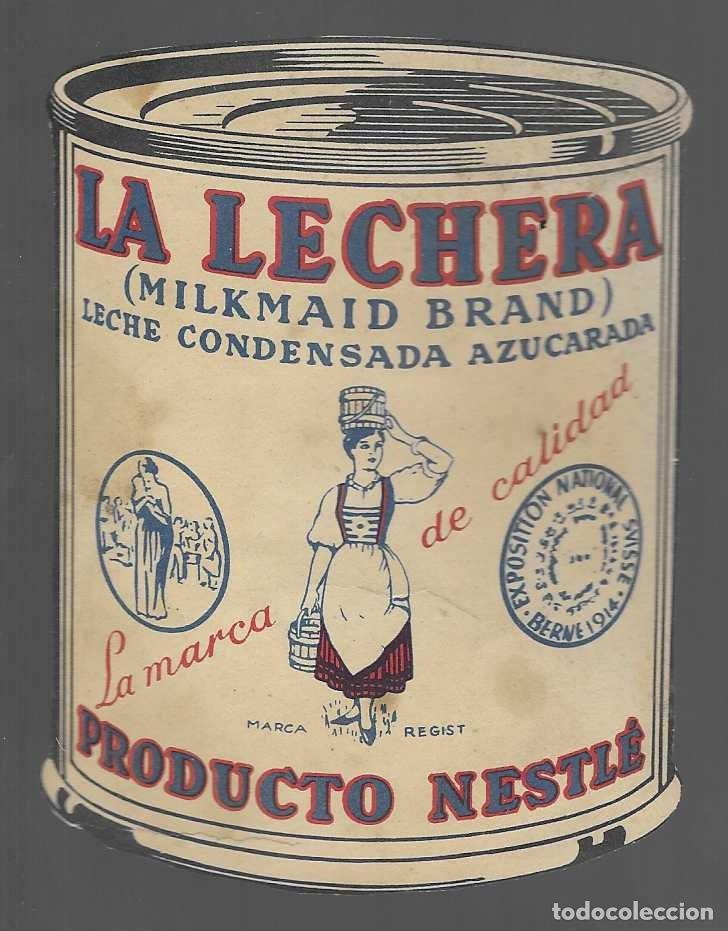 LA LECHERA
(MILKMAID BRAND)
LECHE CONDENSADA AZUCARADA
La marca de calidad
EXPOSITION NATIONAL SUISSE
BERNE 1914
MARCA REGIST
PRODUCTO NESTLÉ
todocoleccion